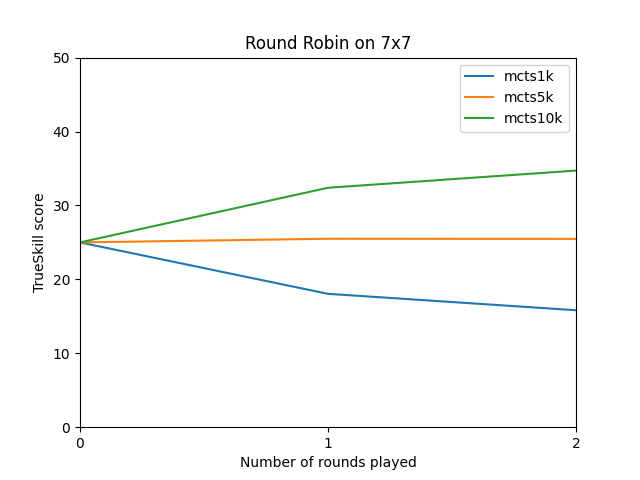 Round Robin on 7x7
50
40
30
20
10
0
TrueSkill score
mcts1k
mcts5k
mcts10k
0 1 2
Number of rounds played